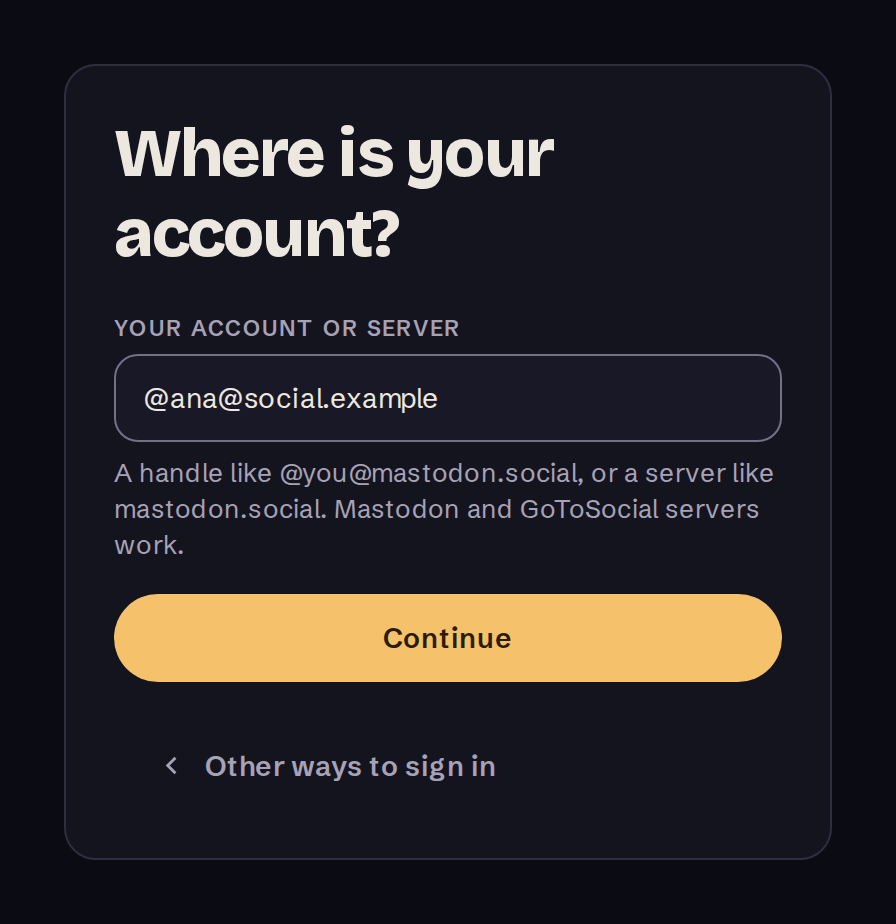 Where is your
account?
YOUR ACCOUNT OR SERVER
@ana@social.example
A handle like @you@mastodon.social, or a server like
mastodon.social. Mastodon and GoToSocial servers
work.
Continue
Other ways to sign in